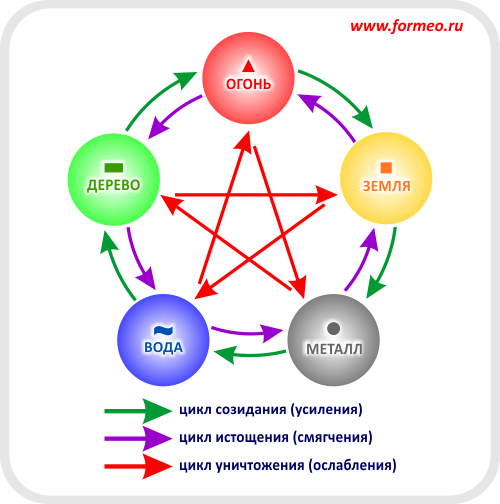 www.formeo.ru
ОГОНЬ
ДЕРЕВО
ЗЕМЛЯ
ВОДА
МЕТАЛЛ
цикл созидания (усиления)
цикл истощения (смягчения)
цикл уничтожения (ослабления)